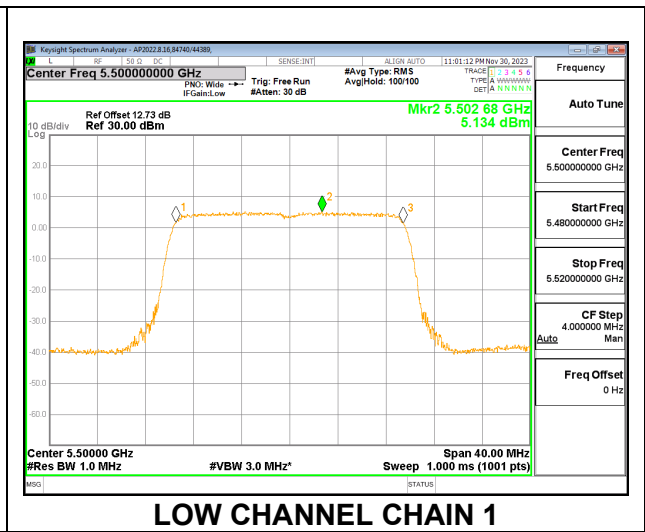 Keysight Spectrum Analyzer - AP2022.8.16,84740/44389,
L RF 50 Ω DC SENSE:INT ALIGN AUTO 11:01:12 PM Nov 30, 2023
Center Freq 5.500000000 GHz
PNO: Wide
IFGain:Low
Trig: Free Run
#Atten: 30 dB
#Avg Type: RMS
Avg|Hold: 100/100
TRACE 1 2 3 4 5 6
TYPE A WWWWW
DET A N N N N N
Frequency
Auto Tune
Center Freq
5.500000000 GHz
Start Freq
5.480000000 GHz
Stop Freq
5.520000000 GHz
CF Step
4.000000 MHz
Auto Man
Freq Offset
0 Hz
Ref Offset 12.73 dB
10 dB/div Ref 30.00 dBm
Log
Mkr2 5.502 68 GHz
5.134 dBm
20.0
10.0
0.00
-10.0
-20.0
-30.0
-40.0
-50.0
-60.0
1
2
3
Center 5.50000 GHz Span 40.00 MHz
#Res BW 1.0 MHz #VBW 3.0 MHz* Sweep 1.000 ms (1001 pts)
MSG STATUS
LOW CHANNEL CHAIN 1